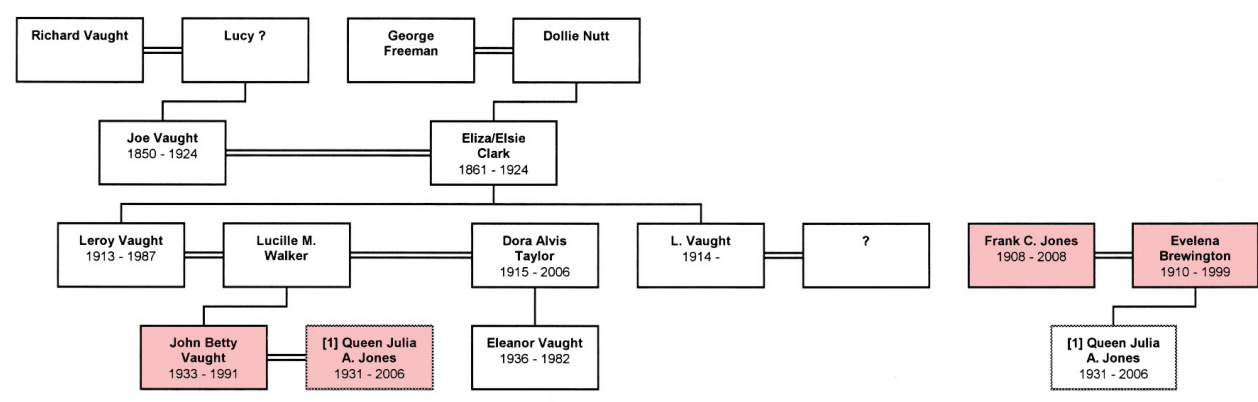 Richard Vaught
Lucy ?
George
Freeman
Dollie Nutt
Joe Vaught
1850 - 1924
Eliza/Elsie
Clark
1861 - 1924
Leroy Vaught
1913 - 1987
Lucille M.
Walker
Dora Alvis
Taylor
1915 - 2006
L. Vaught
1914 -
?
Frank C. Jones
1908 - 2008
Evelena
Brewington
1910 - 1999
John Betty
Vaught
1933 - 1991
[1] Queen Julia
A. Jones
1931 - 2006
Eleanor Vaught
1936 - 1982
[1] Queen Julia
A. Jones
1931 - 2006